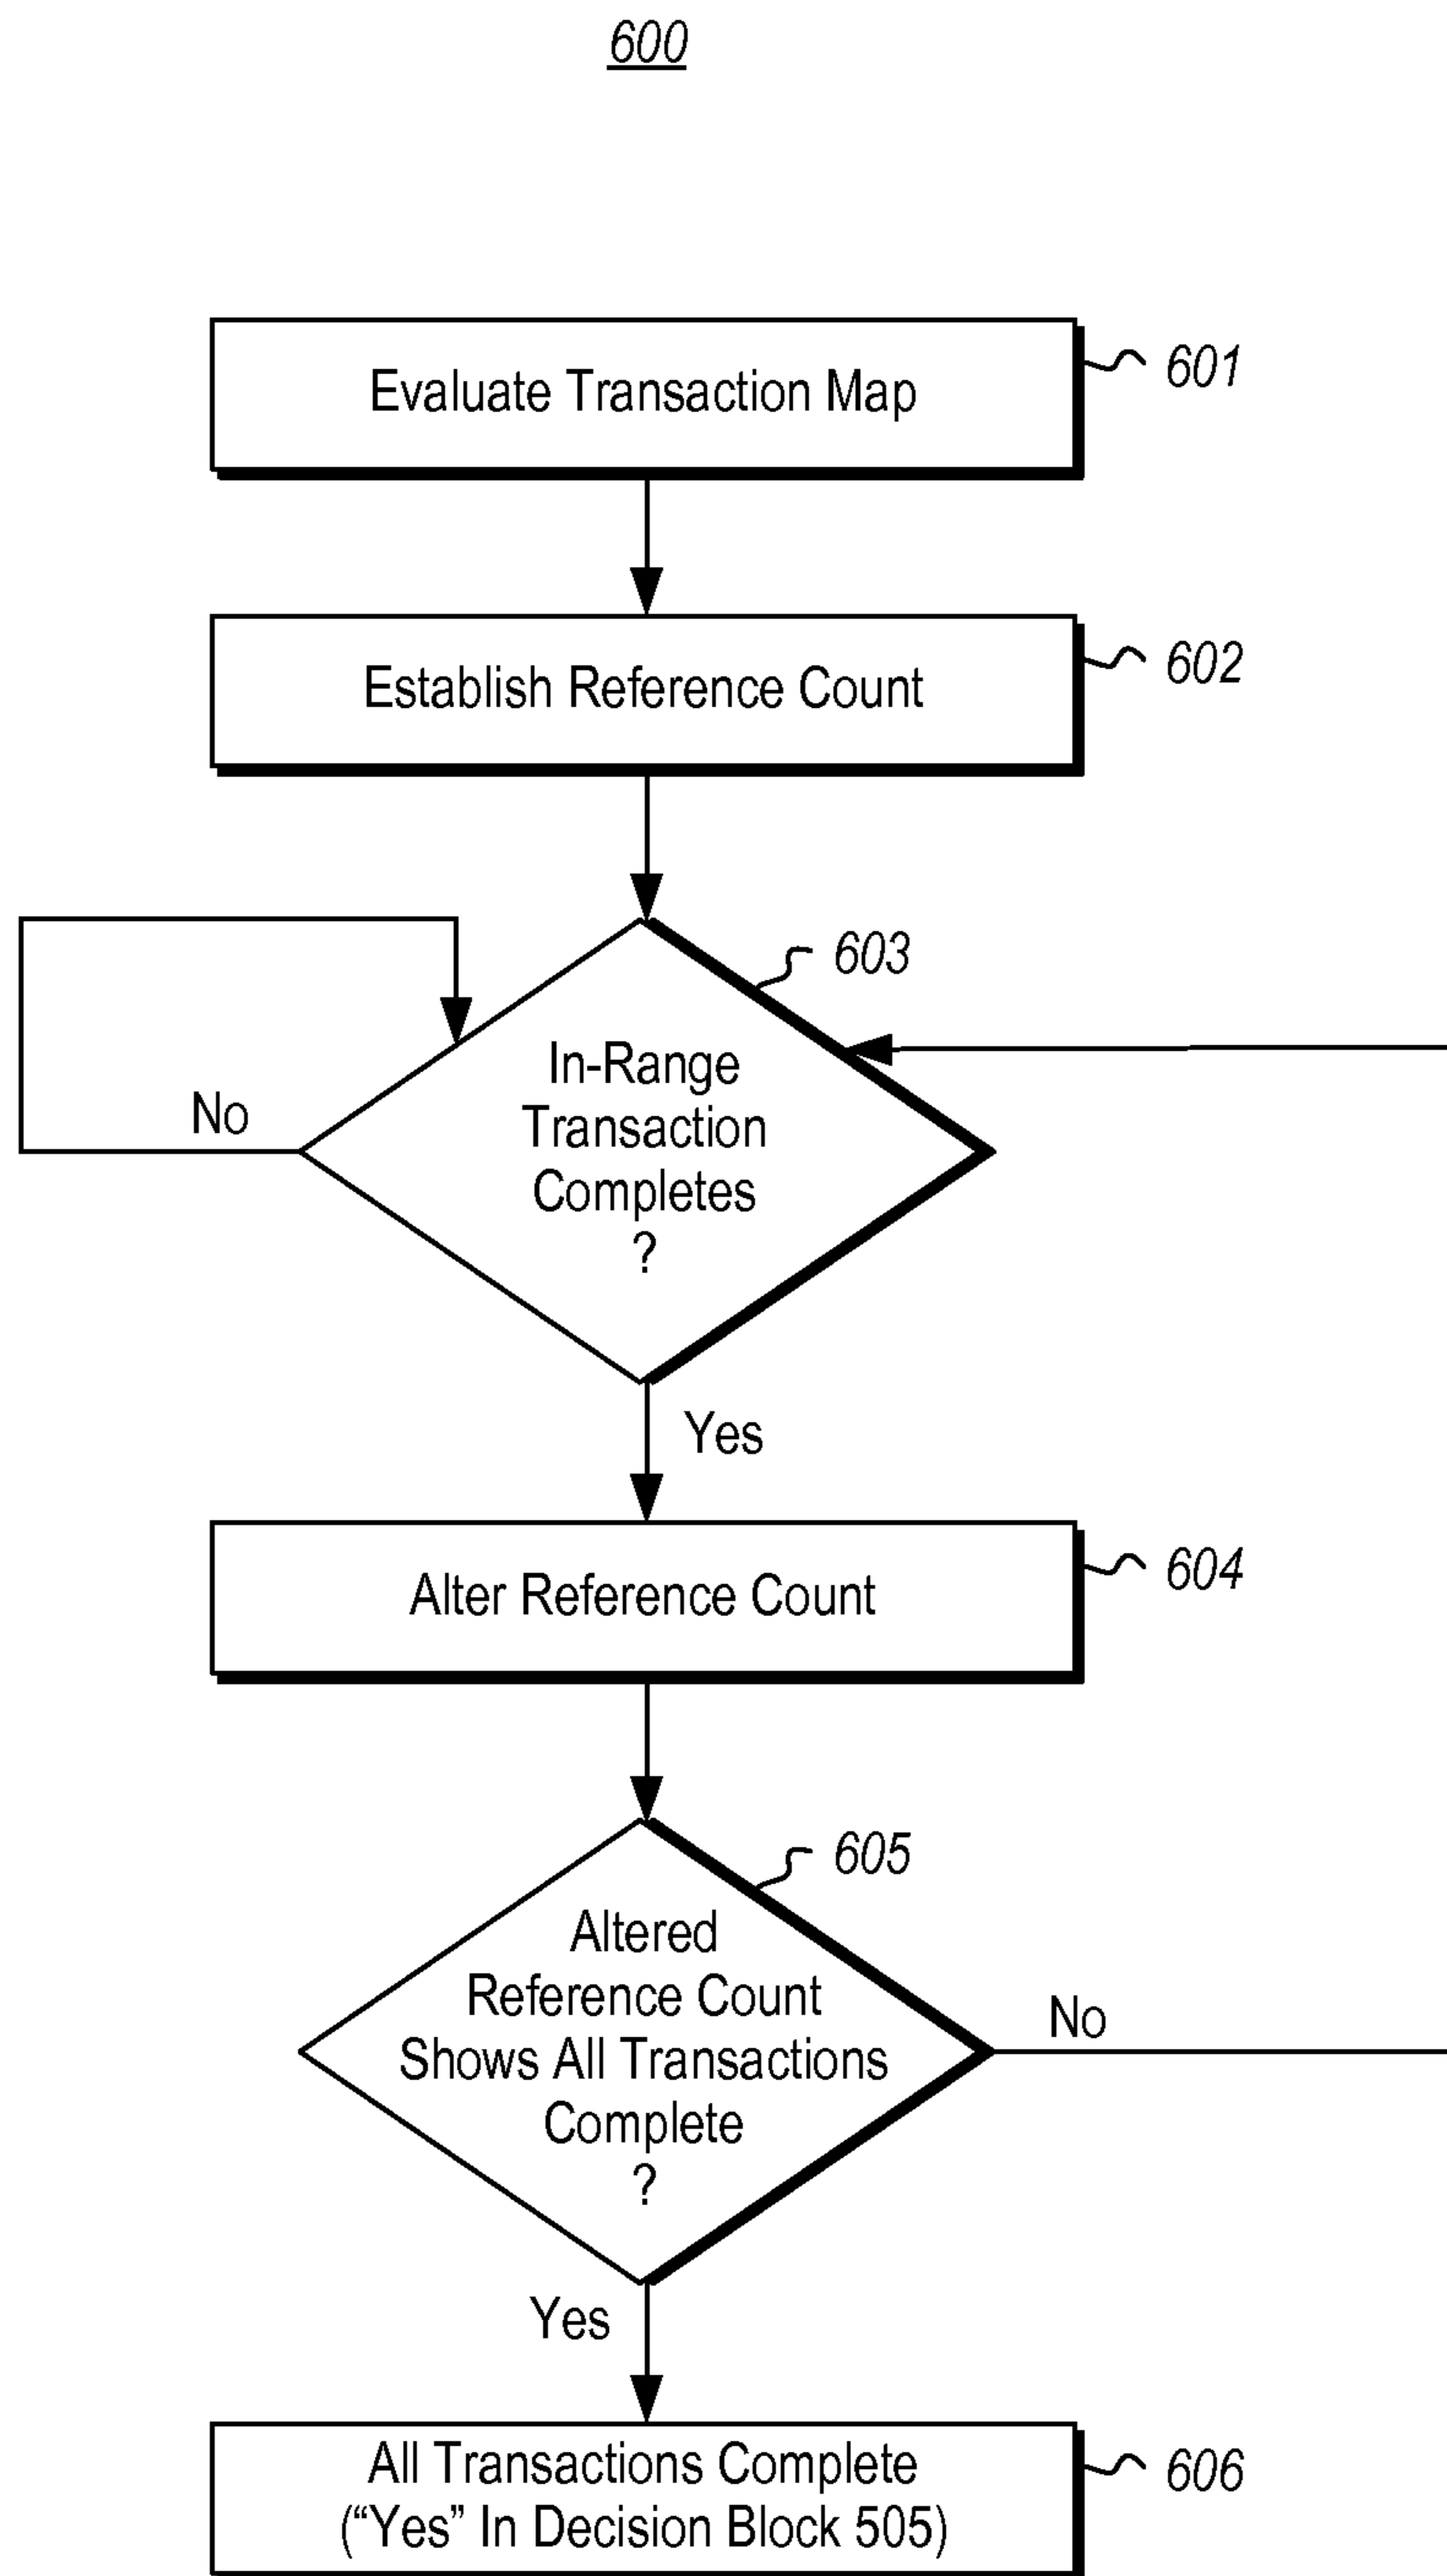 600
Evaluate Transaction Map
601
Establish Reference Count
602
603
In-Range
Transaction
Completes
?
No
Yes
Alter Reference Count
604
605
Altered
Reference Count
Shows All Transactions
Complete
?
No
Yes
All Transactions Complete
(“Yes” In Decision Block 505)
606